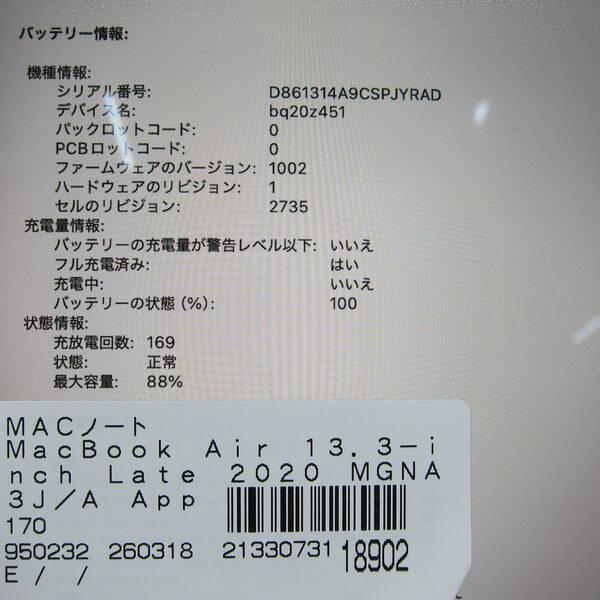 バッテリー情報:
機種情報:
シリアル番号: D861314A9CSPJYRAD
デバイス名: bq20z451
パックロットコード: 0
PCBロットコード: 0
ファームウェアのバージョン: 1002
ハードウェアのリビジョン: 1
セルのリビジョン: 2735
充電量情報:
バッテリーの充電量が警告レベル以下: いいえ
フル充電済み: はい
充電中: いいえ
バッテリーの状態（%）: 100
状態情報:
充放電回数: 169
状態: 正常
最大容量: 88%
MACノート
MacBook Air 13.3-i
nch Late 2020 MGNA
3J/A App
170
950232 260318 21330731 18902
E / /